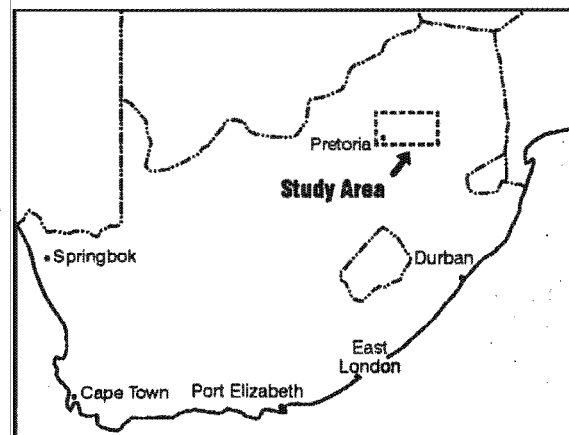 Pretoria
Study Area
Springbok
Durban
East
London
Cape Town
Port Elizabeth